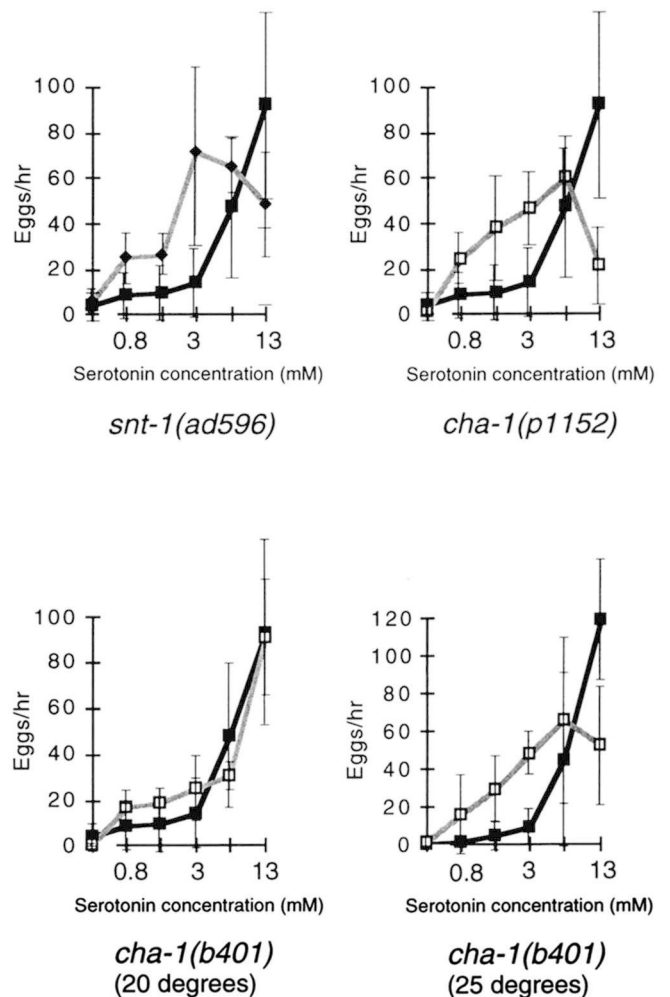 Eggs/hr
100
80
60
40
20
0
0.8 3 13
Serotonin concentration (mM)
snt-1(ad596)
Eggs/hr
100
80
60
40
20
0
0.8 3 13
Serotonin concentration (mM)
cha-1(p1152)
Eggs/hr
100
80
60
40
20
0
0.8 3 13
Serotonin concentration (mM)
cha-1(b401)
(20 degrees)
Eggs/hr
120
100
80
60
40
20
0
0.8 3 13
Serotonin concentration (mM)
cha-1(b401)
(25 degrees)